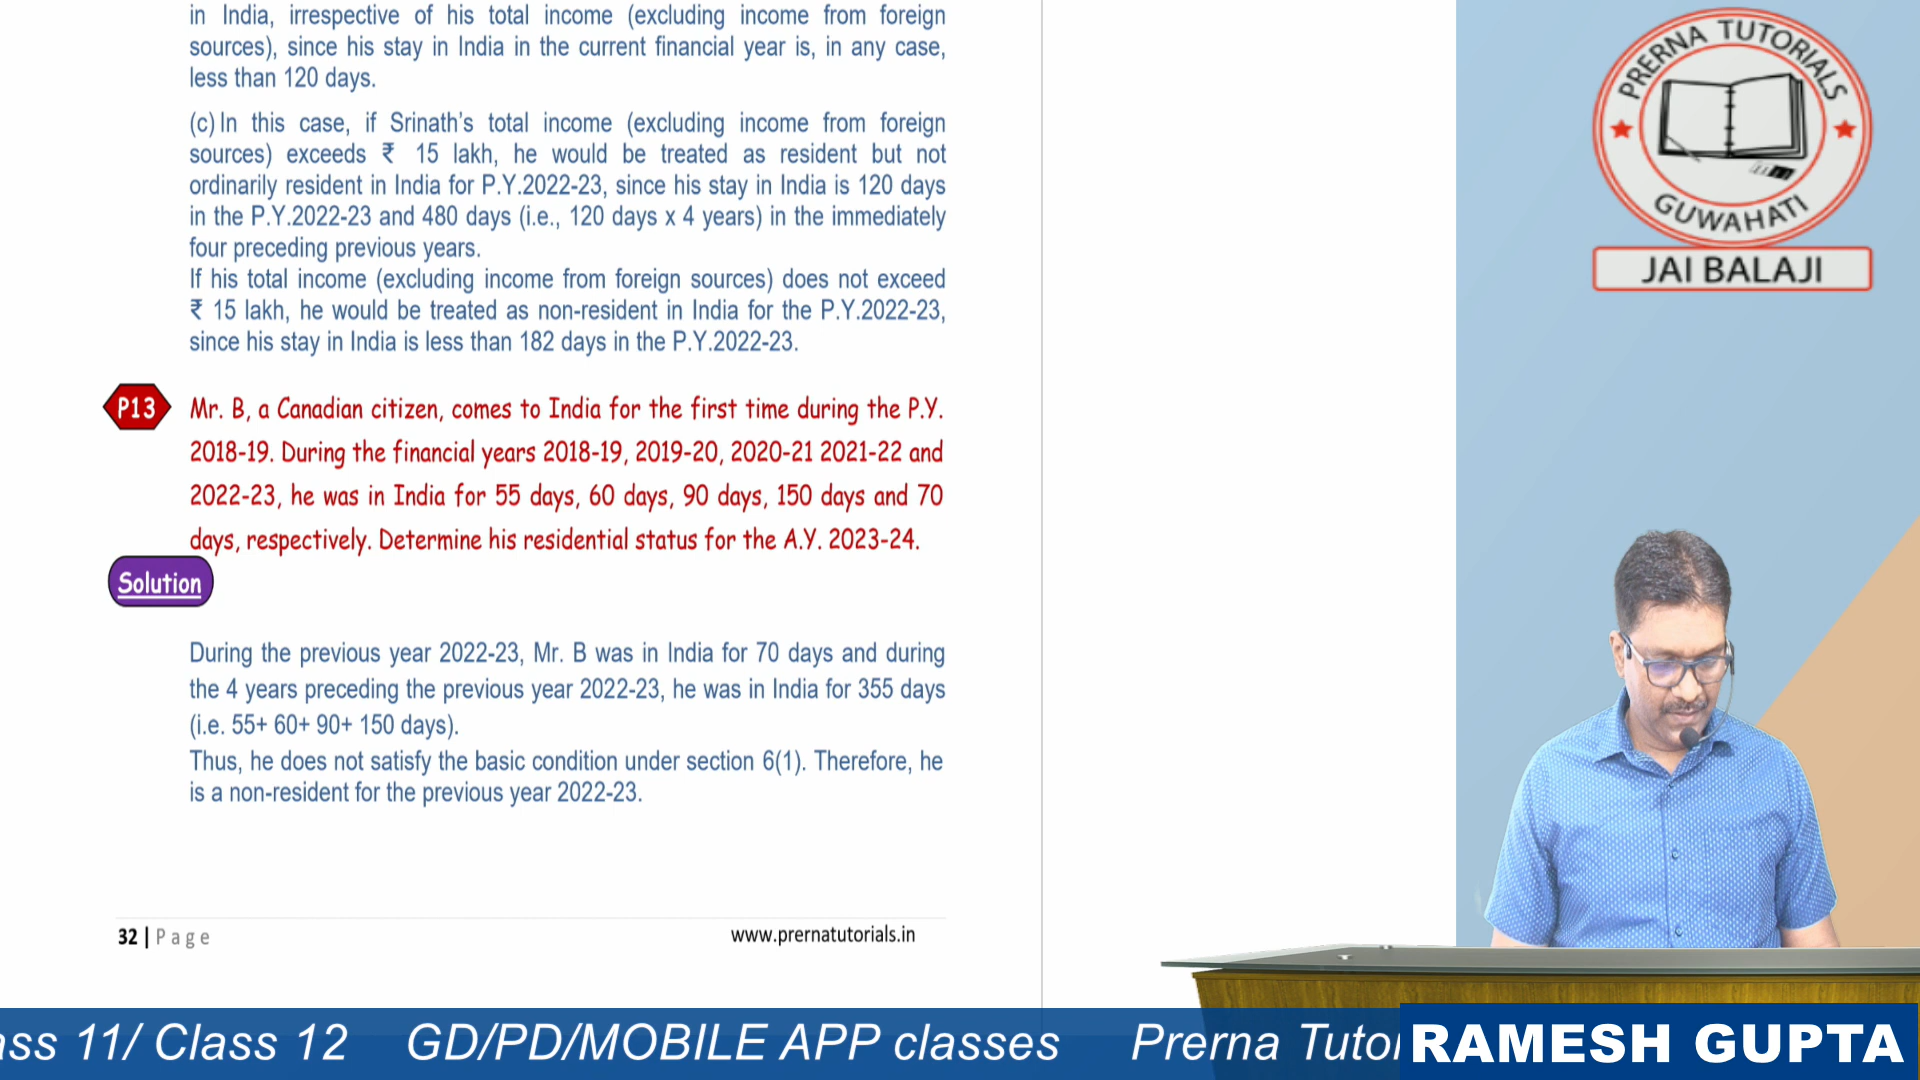 in India, irrespective of his total income (excluding income from foreign
sources), since his stay in India in the current financial year is, in any case,
less than 120 days.
(c) In this case, if Srinath's total income (excluding income from foreign
sources) exceeds ₹ 15 lakh, he would be treated as resident but not
ordinarily resident in India for P.Y.2022-23, since his stay in India is 120 days
in the P.Y.2022-23 and 480 days (i.e., 120 days x 4 years) in the immediately
four preceding previous years.
If his total income (excluding income from foreign sources) does not exceed
₹ 15 lakh, he would be treated as non-resident in India for the P.Y.2022-23,
since his stay in India is less than 182 days in the P.Y.2022-23.
P13
Mr. B, a Canadian citizen, comes to India for the first time during the P.Y.
2018-19. During the financial years 2018-19, 2019-20, 2020-21 2021-22 and
2022-23, he was in India for 55 days, 60 days, 90 days, 150 days and 70
days, respectively. Determine his residential status for the A.Y. 2023-24.
Solution
During the previous year 2022-23, Mr. B was in India for 70 days and during
the 4 years preceding the previous year 2022-23, he was in India for 355 days
(i.e. 55+ 60+ 90+ 150 days).
Thus, he does not satisfy the basic condition under section 6(1). Therefore, he
is a non-resident for the previous year 2022-23.
32 | Page
www.prernatutorials.in
PRERNA TUTORIALS
GUWAHATI
JAI BALAJI
ass 11/ Class 12 GD/PD/MOBILE APP classes Prerna Tutor
RAMESH GUPTA